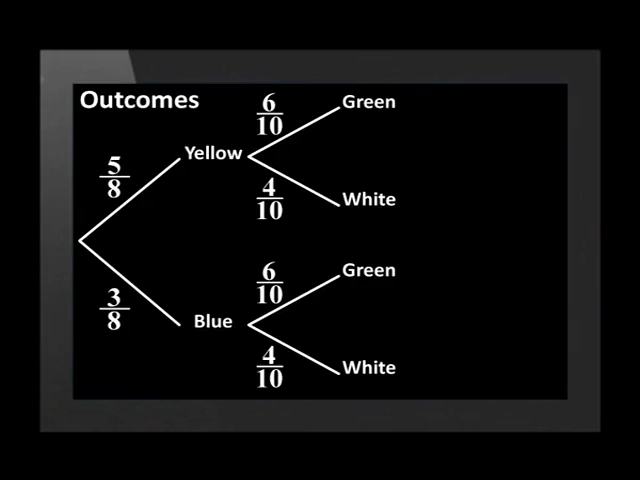 Outcomes
6/10
Green
5/8
Yellow
4/10
White
3/8
Blue
6/10
Green
4/10
White